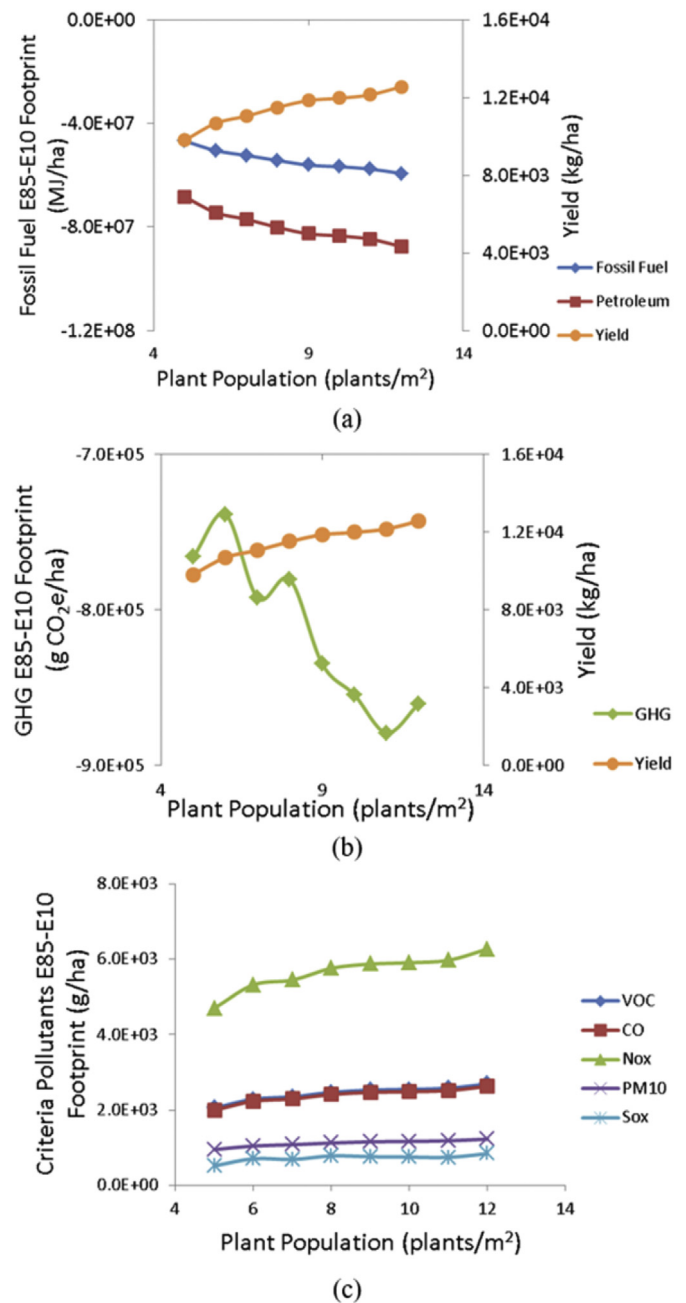 0.0E+00
-4.0E+07
-8.0E+07
-1.2E+08
Fossil Fuel E85-E10 Footprint
(MJ/ha)
1.6E+04
1.2E+04
8.0E+03
4.0E+03
0.0E+00
Yield (kg/ha)
Fossil Fuel
Petroleum
Yield
4
9
14
Plant Population (plants/m²)
(a)
-7.0E+05
-8.0E+05
-9.0E+05
GHG E85-E10 Footprint
(g CO₂e/ha)
1.6E+04
1.2E+04
8.0E+03
4.0E+03
0.0E+00
Yield (kg/ha)
GHG
Yield
9
14
Plant Population (plants/m²)
(b)
8.0E+03
6.0E+03
4.0E+03
2.0E+03
0.0E+00
Criteria Pollutants E85-E10
Footprint (g/ha)
VOC
CO
Nox
PM10
Sox
4
6
8
10
12
14
Plant Population (plants/m²)
(c)